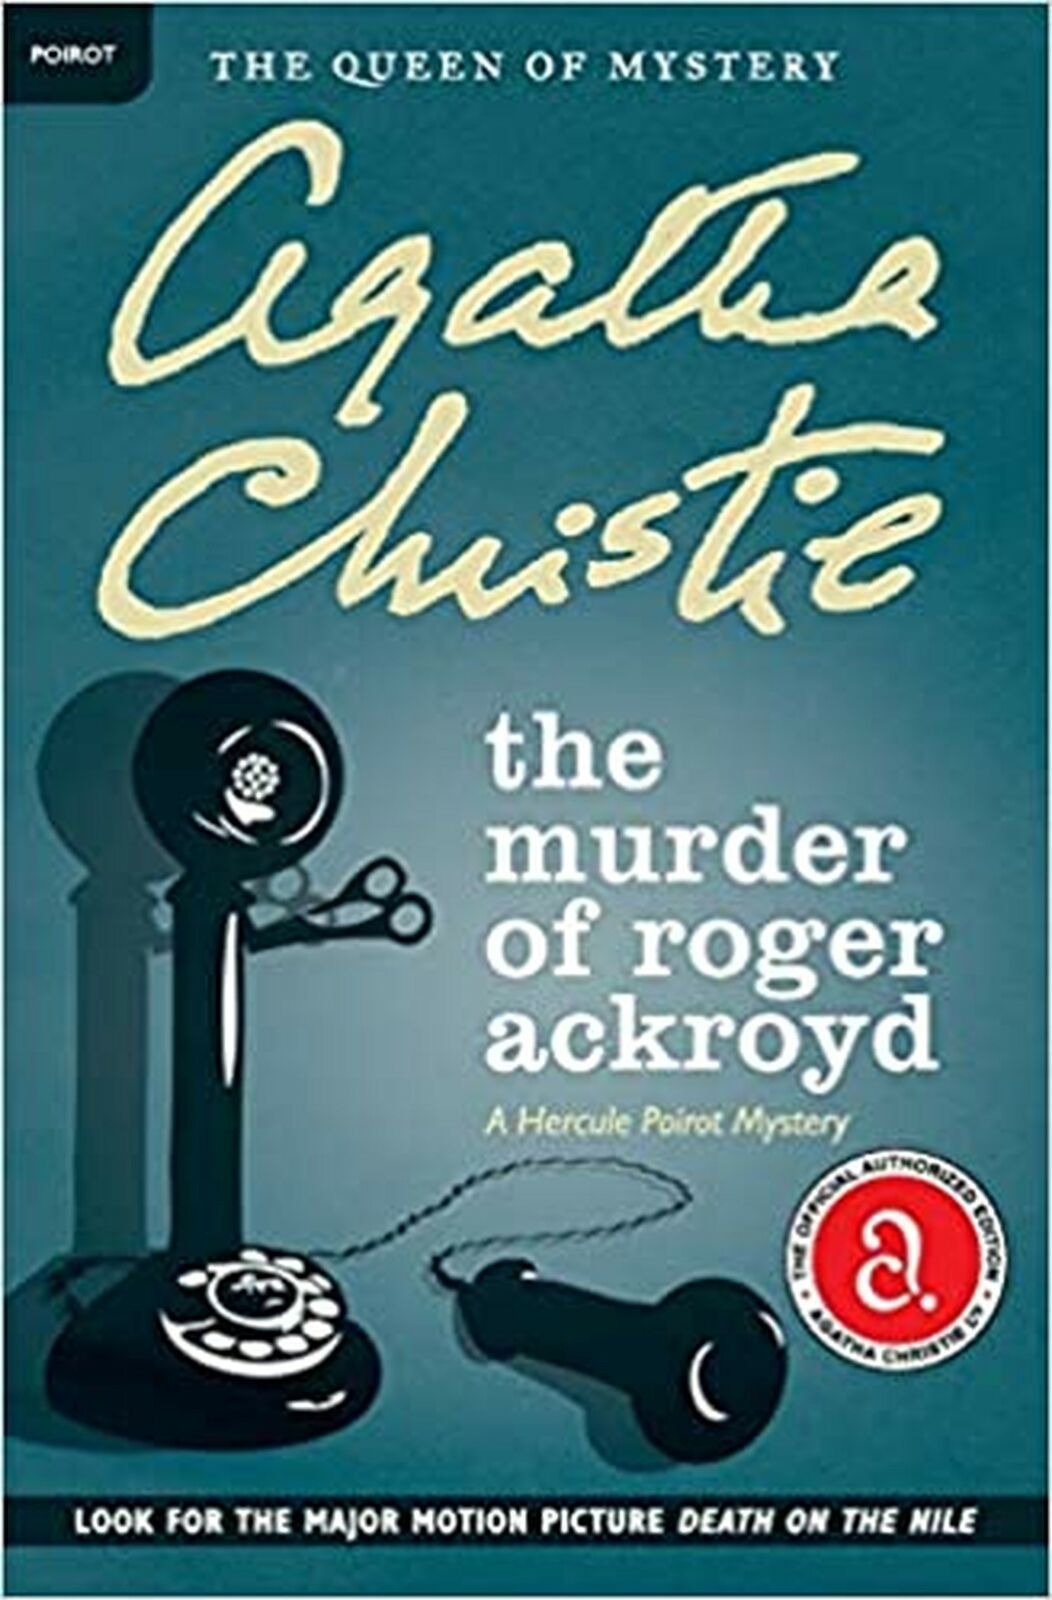 POIROT
THE QUEEN OF MYSTERY
Agatha
Christie
the
murder
of roger
ackroyd
A Hercule Poirot Mystery
THE OFFICIAL AUTHORIZED EDITION
a.
AGATHA CHRISTIE LTD
LOOK FOR THE MAJOR MOTION PICTURE DEATH ON THE NILE